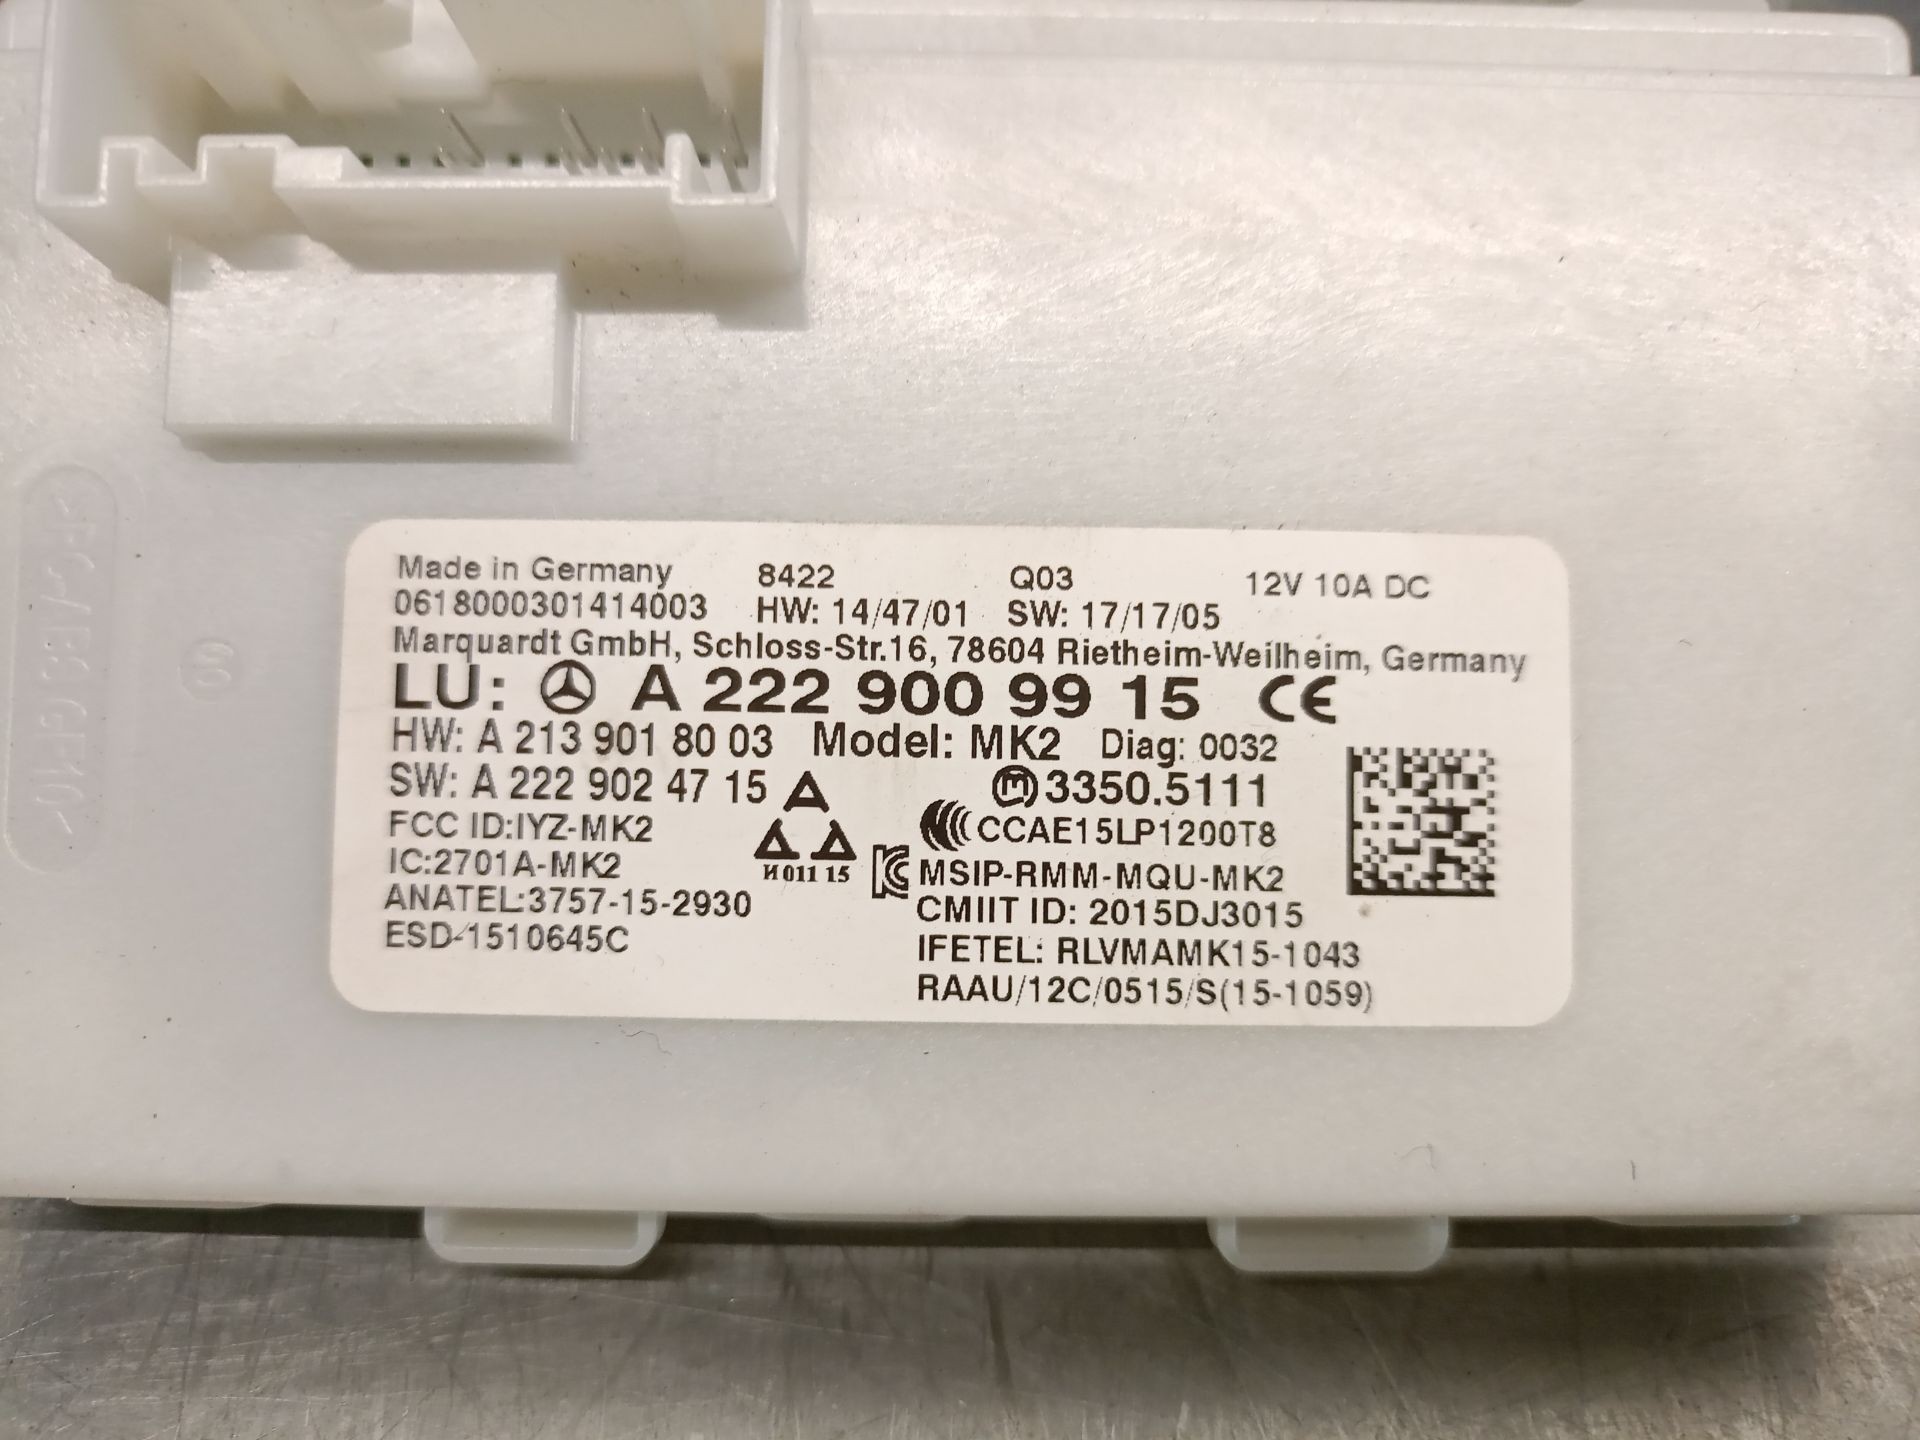 Made in Germany 8422 Q03 12V 10A DC
0618000301414003 HW: 14/47/01 SW: 17/17/05
Marquardt GmbH, Schloss-Str.16, 78604 Rietheim-Weilheim, Germany
LU: A 222 900 99 15 CE
HW: A 213 901 80 03 Model: MK2 Diag: 0032
SW: A 222 902 47 15 m 3350.5111
FCC ID:IYZ-MK2 CCAE15LP1200T8
IC:2701A-MK2 И011 15 MSIP-RMM-MQU-MK2
ANATEL:3757-15-2930 CMIIT ID: 2015DJ3015
ESD-1510645C IFETEL: RLVMAMK15-1043
RAAU/12C/0515/S(15-1059)